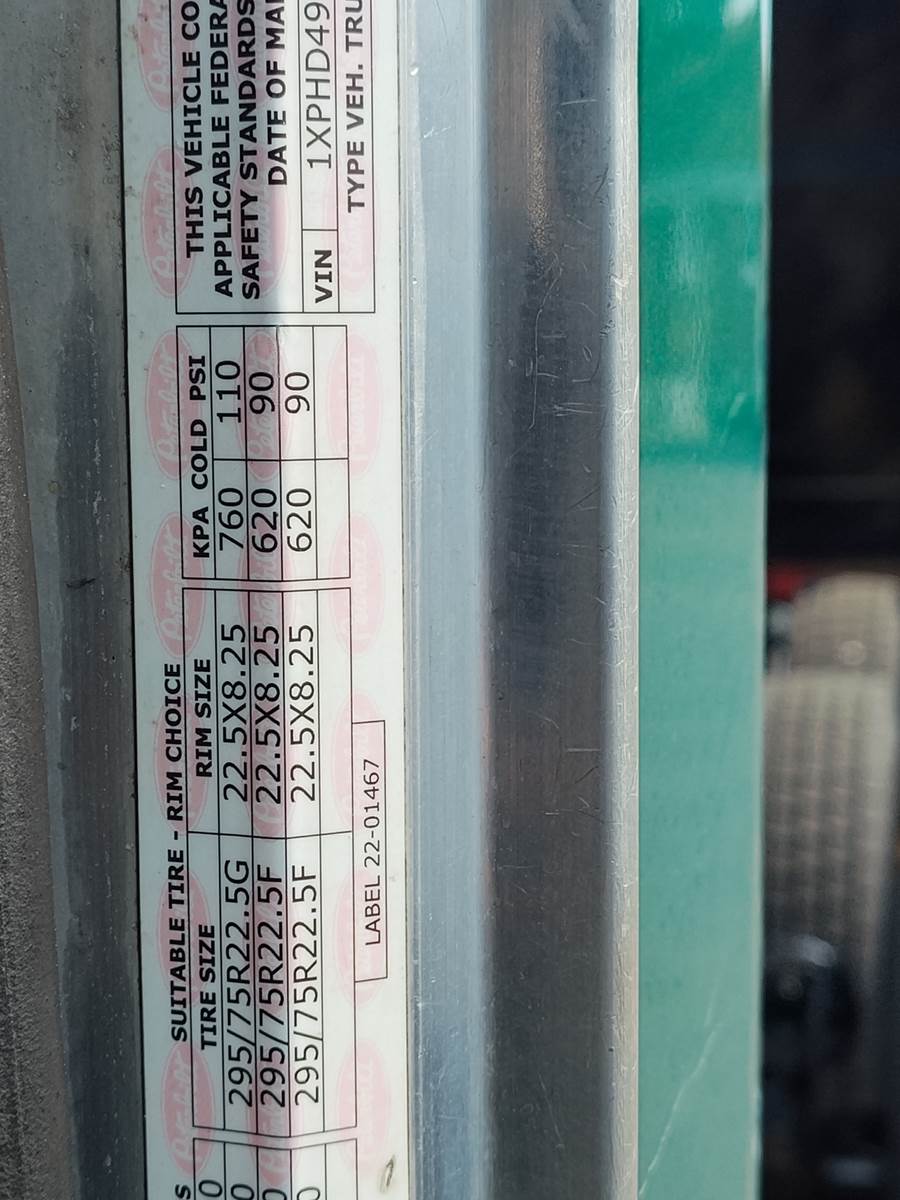 SUITABLE TIRE - RIM CHOICE
TIRE SIZE RIM SIZE KPA COLD PSI
295/75R22.5G 22.5X8.25 760 110
295/75R22.5F 22.5X8.25 620 90
295/75R22.5F 22.5X8.25 620 90
LABEL 22-01467
THIS VEHICLE CO
APPLICABLE FEDERA
SAFETY STANDARDS
DATE OF MA
VIN 1XPHD49
TYPE VEH. TRU
Peterbilt